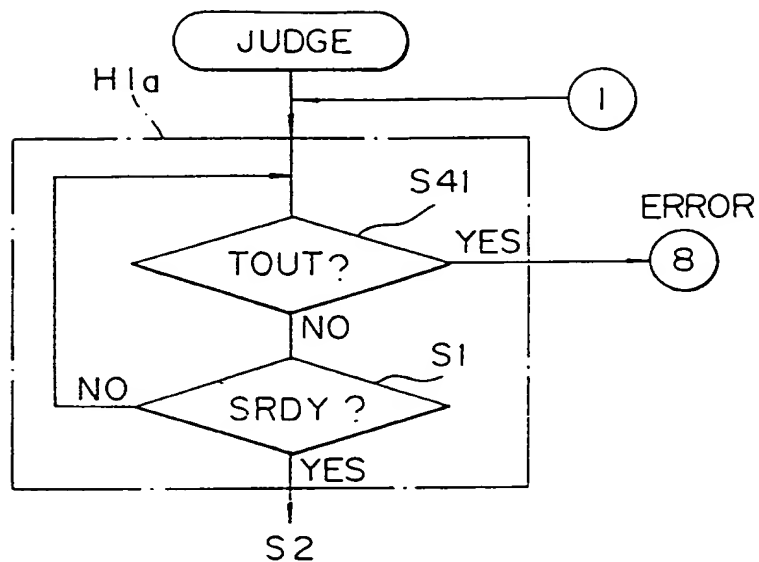 JUDGE
H1a
1
S41
ERROR
TOUT?
YES
8
NO
S1
NO
SRDY ?
YES
S2